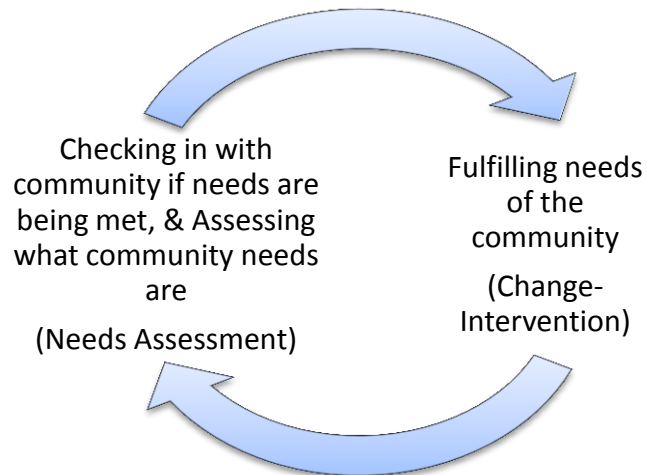 Checking in with
community if needs are
being met, & Assessing
what community needs
are
(Needs Assessment)
Fulfilling needs
of the
community
(Change-
Intervention)